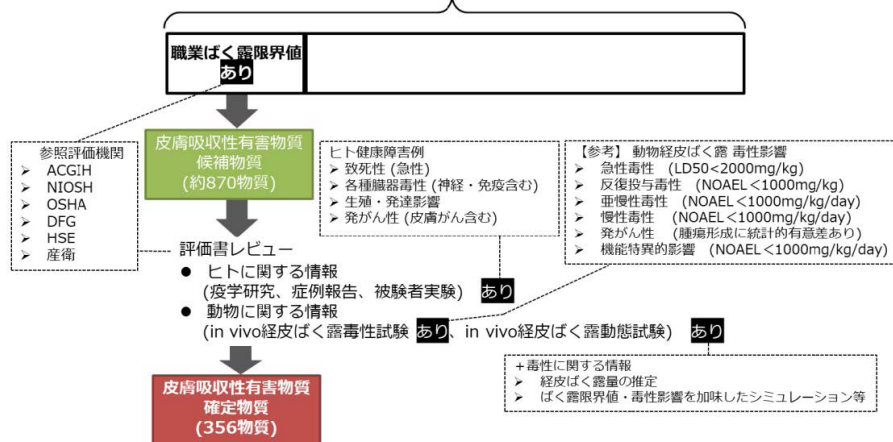 職業ばく露限界値
あり
参照評価機関
➢ ACGIH
➢ NIOSH
➢ OSHA
➢ DFG
➢ HSE
➢ 産衛
皮膚吸収性有害物質
候補物質
(約870物質)
ヒト健康障害例
➢ 致死性 (急性)
➢ 各種臓器毒性 (神経・免疫含む)
➢ 生殖・発達影響
➢ 発がん性 (皮膚がん含む)
【参考】 動物経皮ばく露 毒性影響
➢ 急性毒性 (LD50<2000mg/kg)
➢ 反復投与毒性 (NOAEL<1000mg/kg)
➢ 亜慢性毒性 (NOAEL<1000mg/kg/day)
➢ 慢性毒性 (NOAEL<1000mg/kg/day)
➢ 発がん性 (腫瘍形成に統計的有意差あり)
➢ 機能特異的影響 (NOAEL<1000mg/kg/day)
評価書レビュー
● ヒトに関する情報
(疫学研究、症例報告、被験者実験) あり
● 動物に関する情報
(in vivo経皮ばく露毒性試験 あり、in vivo経皮ばく露動態試験) あり
+毒性に関する情報
➢ 経皮ばく露量の推定
➢ ばく露限界値・毒性影響を加味したシミュレーション等
皮膚吸収性有害物質
確定物質
(356物質)